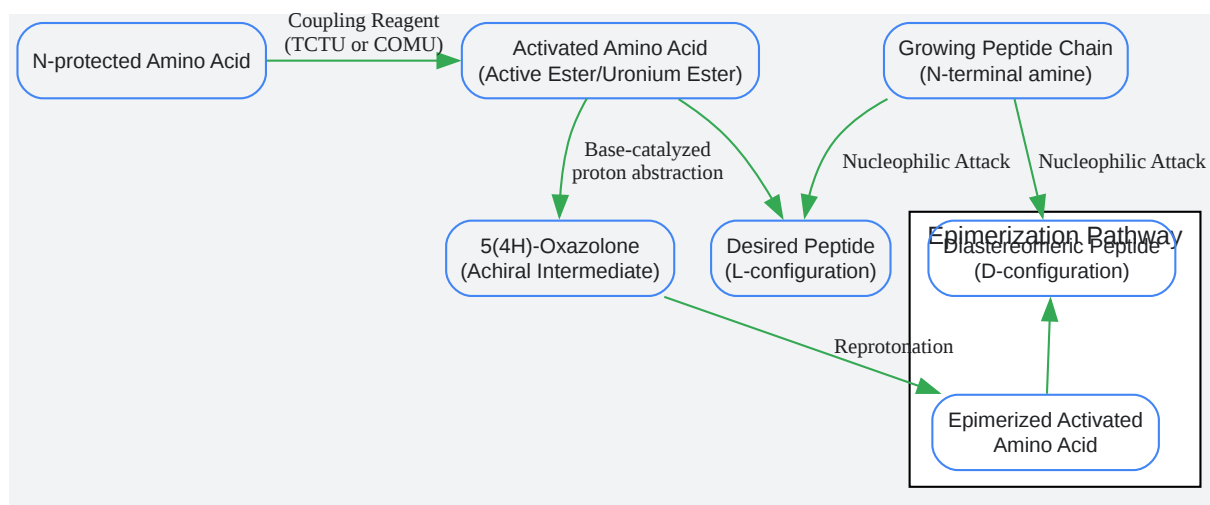 Coupling Reagent
(TCTU or COMU)
N-protected Amino Acid
Activated Amino Acid
(Active Ester/Uronium Ester)
Growing Peptide Chain
(N-terminal amine)
Base-catalyzed
proton abstraction
Nucleophilic Attack
Nucleophilic Attack
5(4H)-Oxazolone
(Achiral Intermediate)
Desired Peptide
(L-configuration)
Epimerization Pathway
Diastereomeric Peptide
(D-configuration)
Reprotonation
Epimerized Activated
Amino Acid